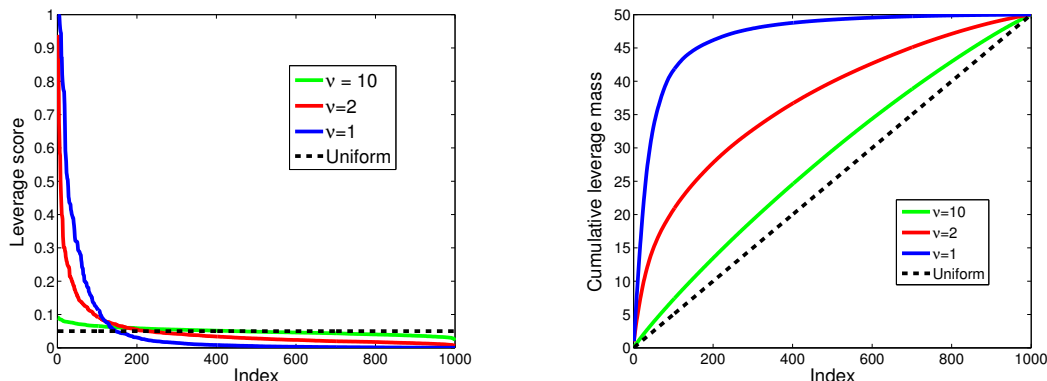 1
0.9
0.8
0.7
0.6
0.5
0.4
0.3
0.2
0.1
0
0 200 400 600 800 1000
Leverage score
Index
ν = 10
ν=2
ν=1
Uniform
50
45
40
35
30
25
20
15
10
5
0
0 200 400 600 800 1000
Cumulative leverage mass
Index
ν=10
ν=2
ν=1
Uniform